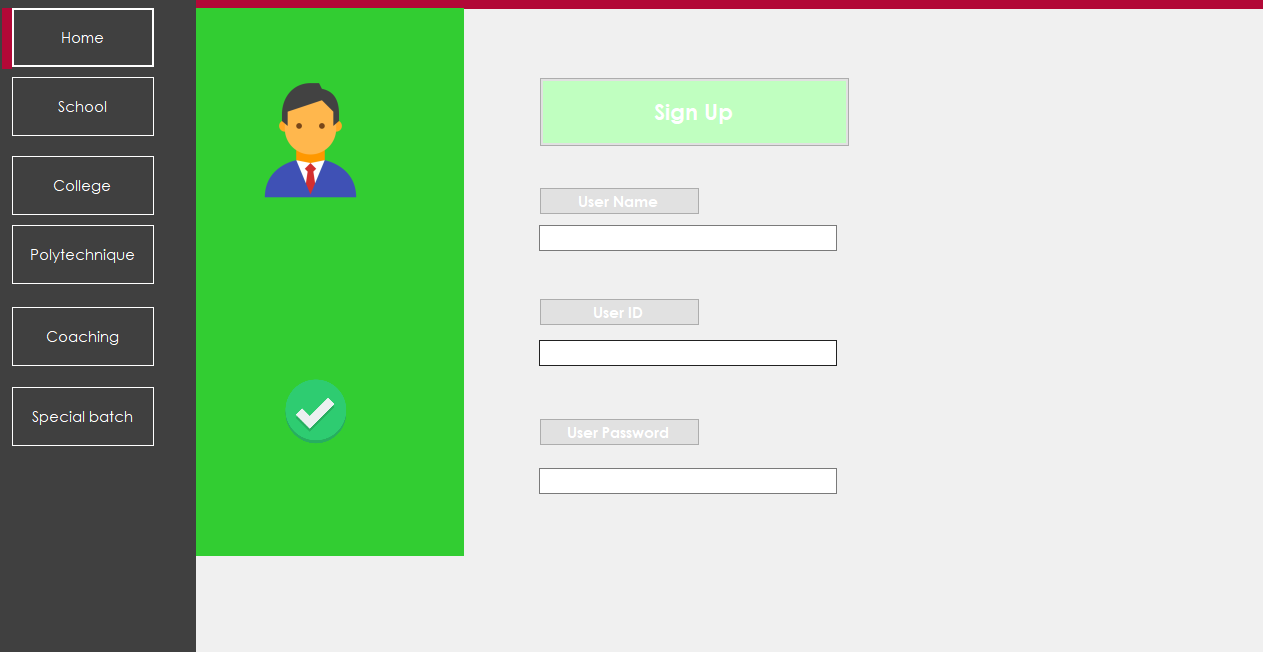 Home
School
College
Polytechnique
Coaching
Special batch
Sign Up
User Name
User ID
User Password